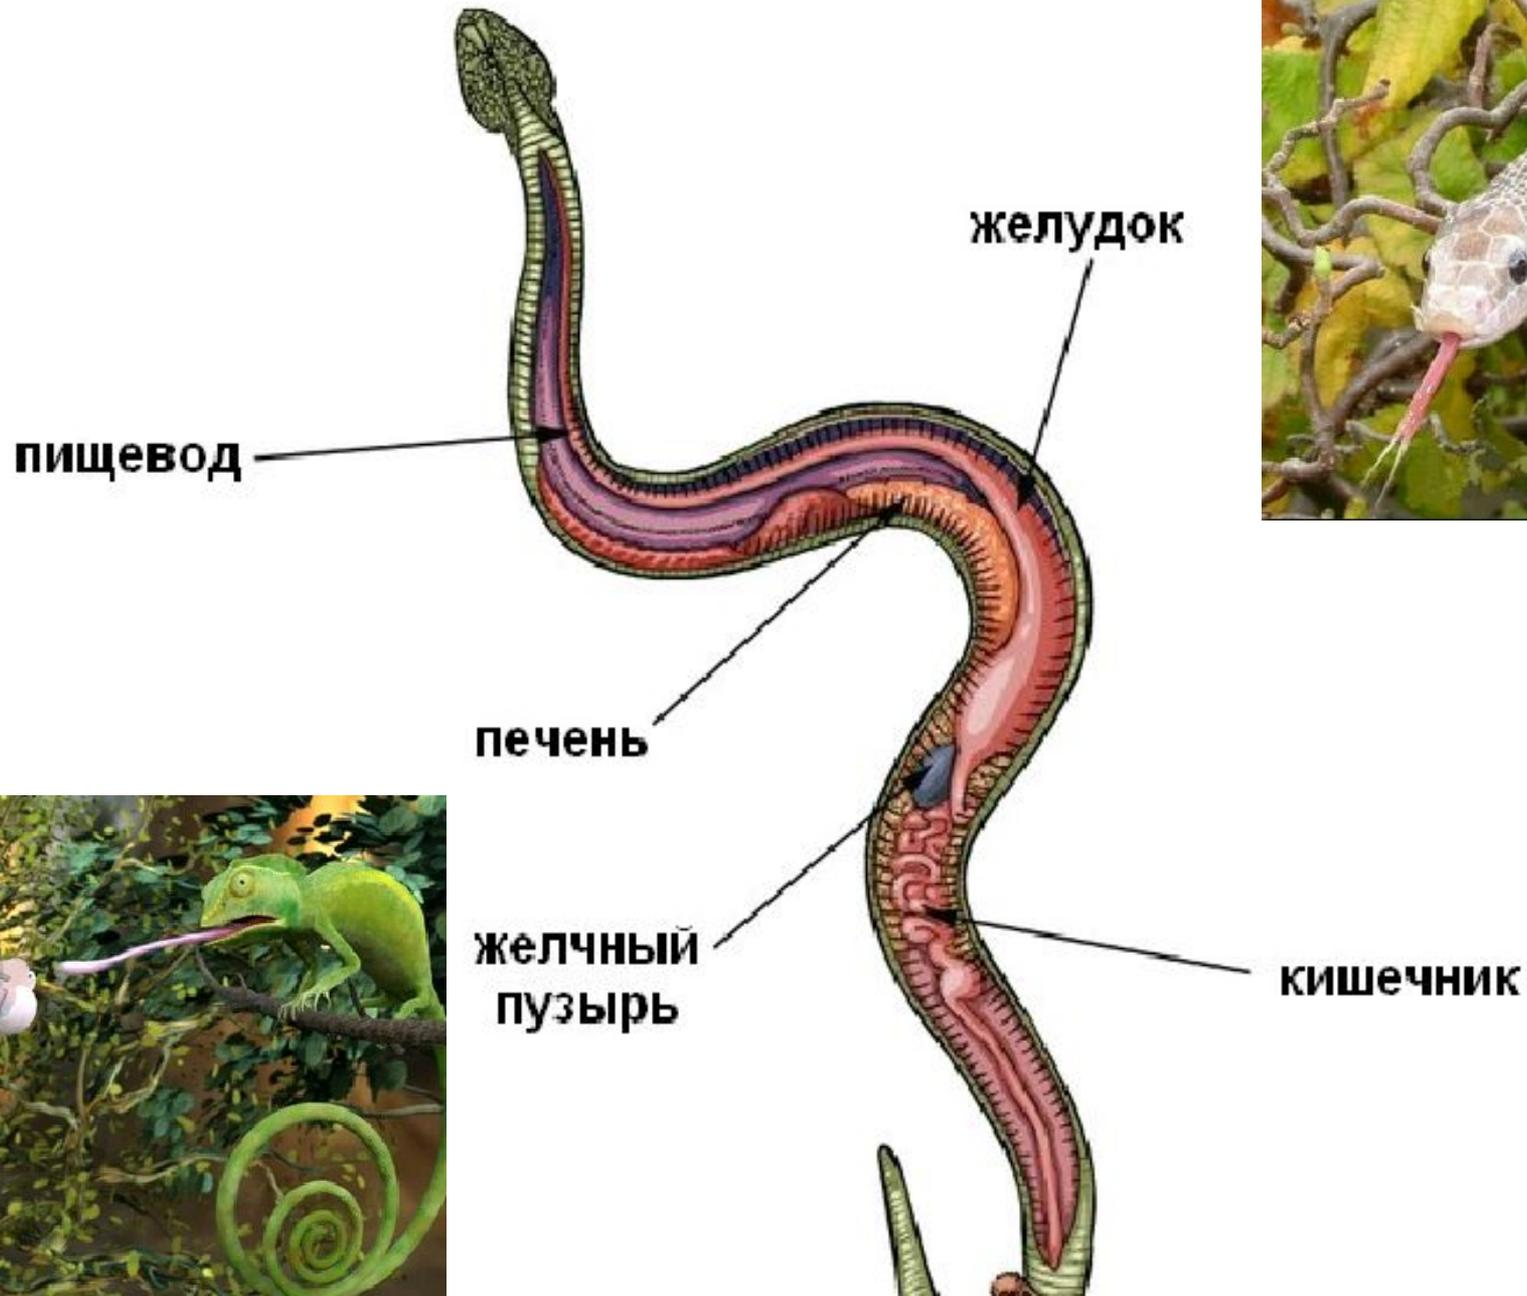 желудок
пищевод
печень
желчный
пузырь
кишечник